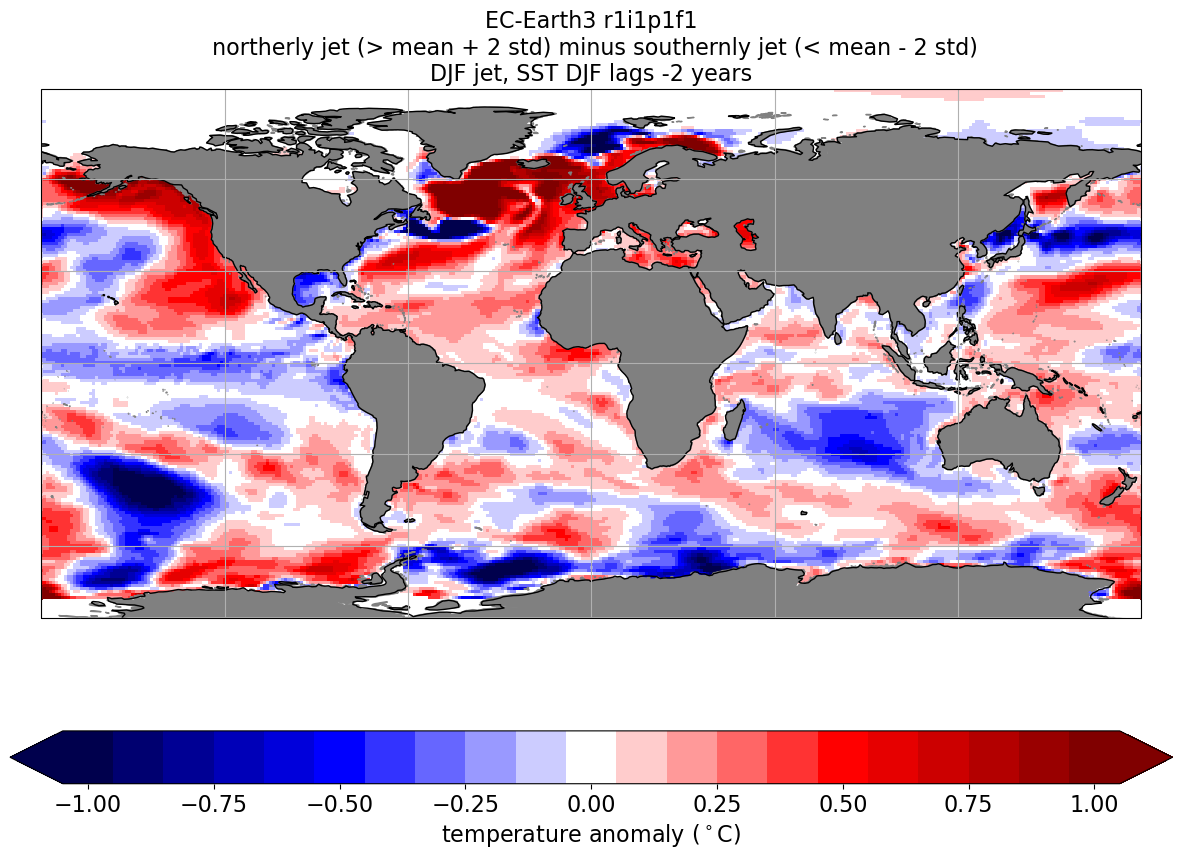 EC-Earth3 r1i1p1f1
northerly jet (> mean + 2 std) minus southernly jet (< mean - 2 std)
DJF jet, SST DJF lags -2 years
−1.00 −0.75 −0.50 −0.25 0.00 0.25 0.50 0.75 1.00
temperature anomaly (°C)